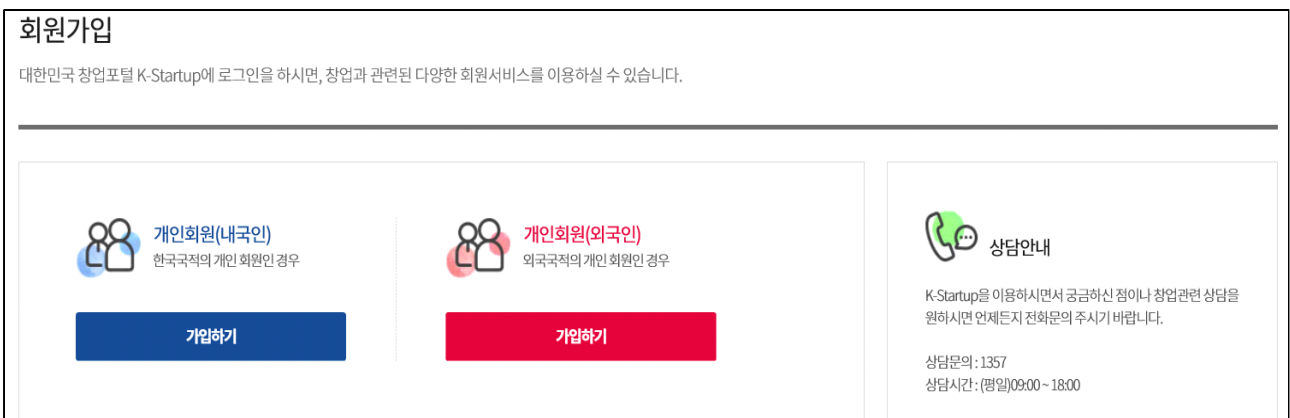 회원가입
대한민국 창업포털 K-Startup에 로그인을 하시면, 창업과 관련된 다양한 회원서비스를 이용하실 수 있습니다.
개인회원(내국인)
한국국적의 개인 회원인 경우
가입하기
개인회원(외국인)
외국국적의 개인 회원인 경우
가입하기
상담안내
K-Startup을 이용하시면서 궁금하신 점이나 창업관련 상담을
원하시면 언제든지 전화문의 주시기 바랍니다.
상담문의 : 1357
상담시간 : (평일)09:00 ~ 18:00